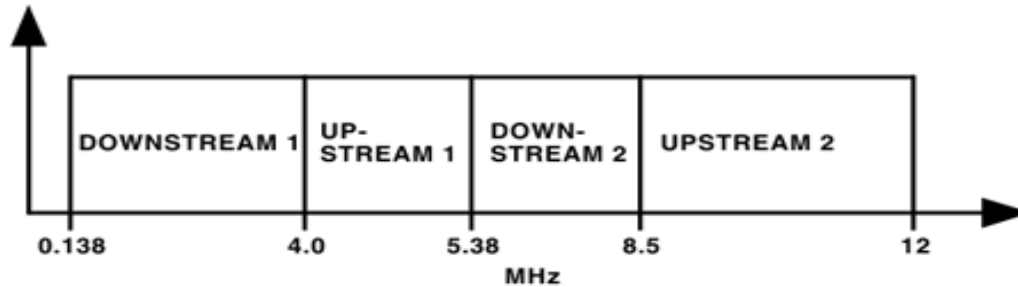 DOWNSTREAM 1
UP-
STREAM 1
DOWN-
STREAM 2
UPSTREAM 2
0.138
4.0
5.38
8.5
12
MHz